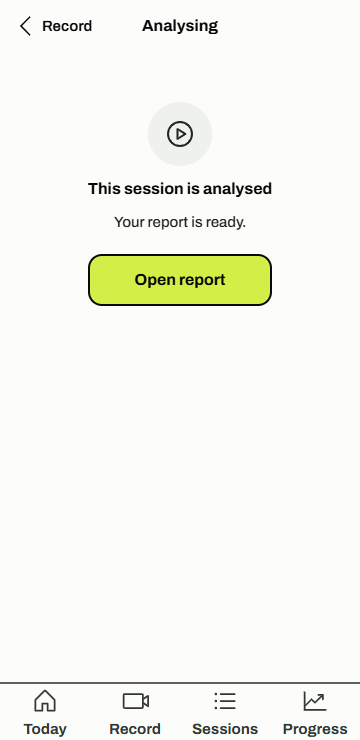 Record
Analysing
This session is analysed
Your report is ready.
Open report
Today
Record
Sessions
Progress